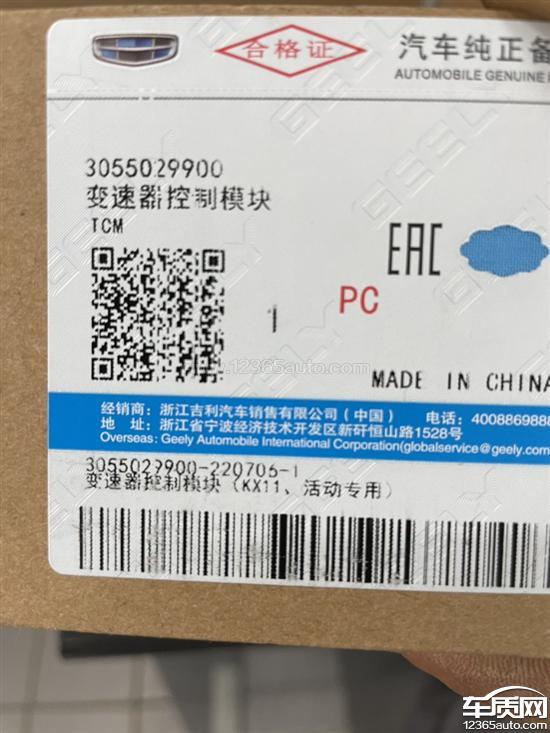 合格证
汽车纯正备
AUTOMOBILE GENUINE
GEELY
3055029900
变速器控制模块
TCM
EAC
1
PC
www.12365auto.com
MADE IN CHINA
经销商：浙江吉利汽车销售有限公司（中国） 电话：400886988
地 址：浙江省宁波经济技术开发区新矸恒山路1528号
Overseas: Geely Automobile International Corporation(globalservice@geely.com)
3055029900-220706-1
变速器控制模块（KX11、活动专用）
车质网
12365auto.com